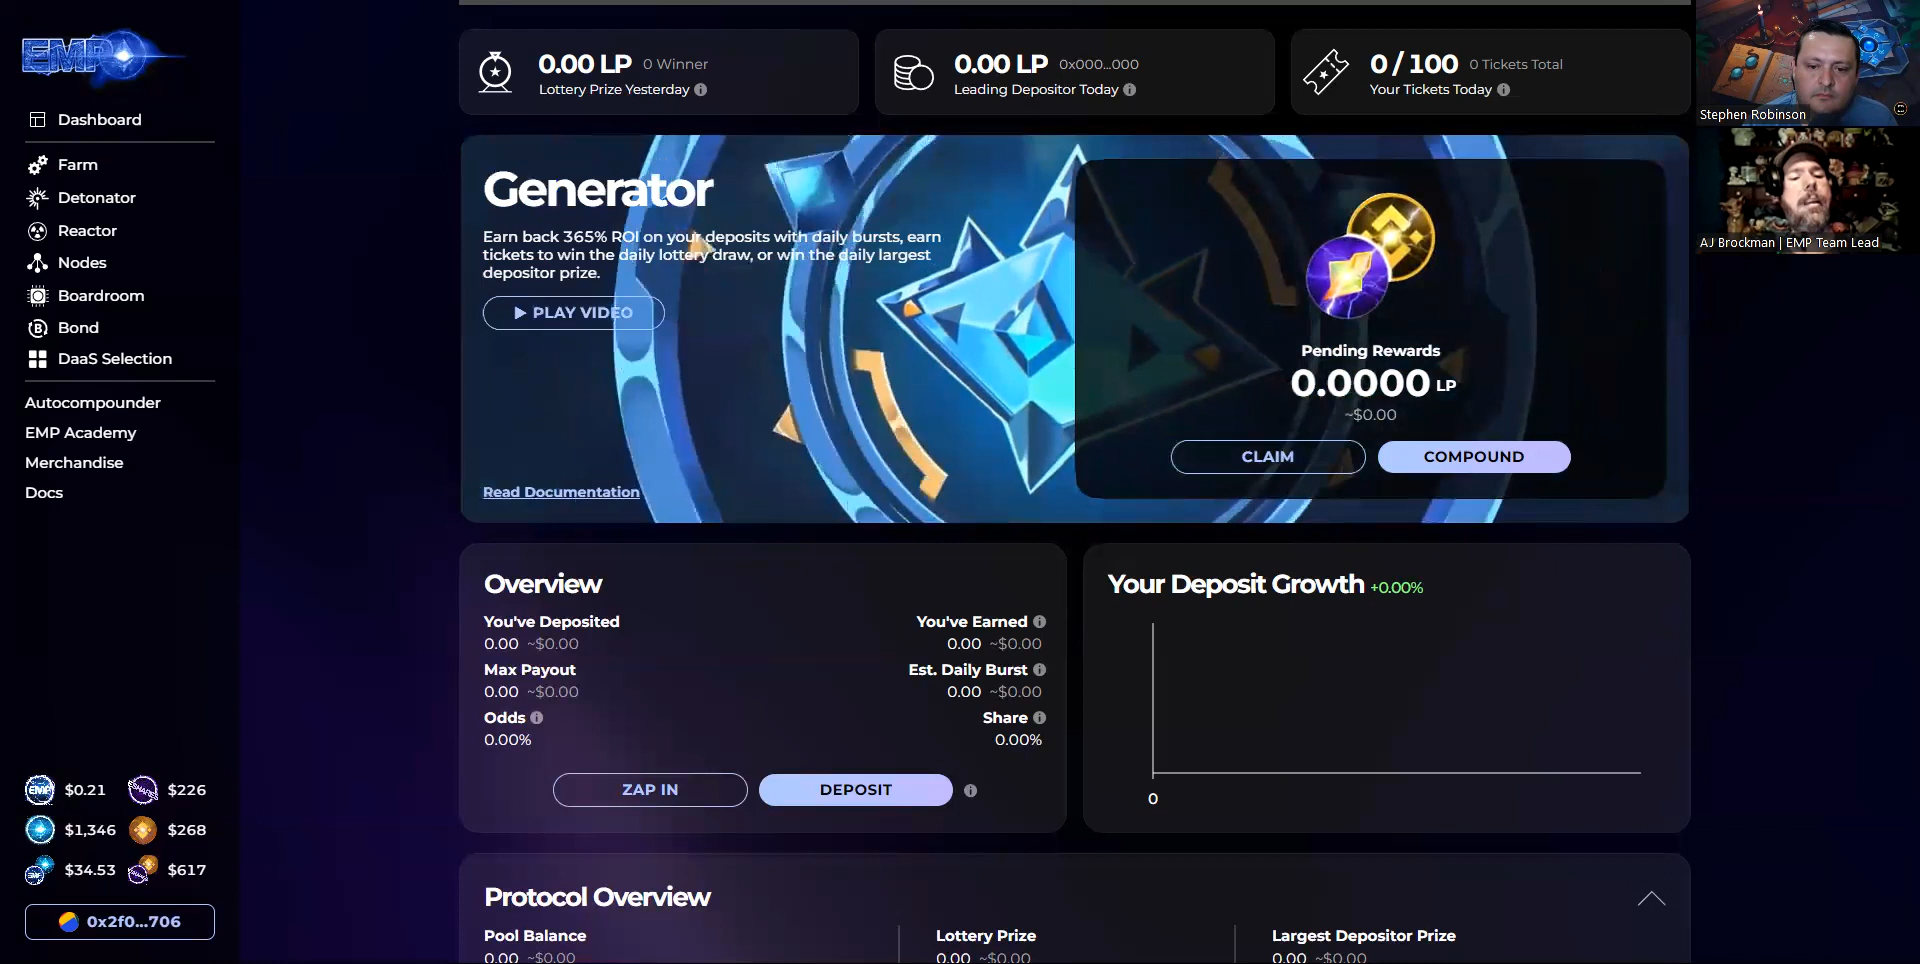 EMP
Dashboard
Farm
Detonator
Reactor
Nodes
Boardroom
Bond
DaaS Selection
Autocompounder
EMP Academy
Merchandise
Docs
$0.21
$226
$1,346
$268
$34.53
$617
0x2f0...706
0.00 LP 0 Winner
Lottery Prize Yesterday
0.00 LP 0x000...000
Leading Depositor Today
0 / 100 0 Tickets Total
Your Tickets Today
Generator
Earn back 365% ROI on your deposits with daily bursts, earn
tickets to win the daily lottery draw, or win the daily largest
depositor prize.
PLAY VIDEO
Read Documentation
Pending Rewards
0.0000 LP
~$0.00
CLAIM
COMPOUND
Overview
You've Deposited
0.00 ~$0.00
Max Payout
0.00 ~$0.00
Odds
0.00%
You've Earned
0.00 ~$0.00
Est. Daily Burst
0.00 ~$0.00
Share
0.00%
ZAP IN
DEPOSIT
Your Deposit Growth +0.00%
0
Protocol Overview
Pool Balance
0.00 ~$0.00
Lottery Prize
0.00 ~$0.00
Largest Depositor Prize
0.00 ~$0.00
Stephen Robinson
AJ Brockman | EMP Team Lead